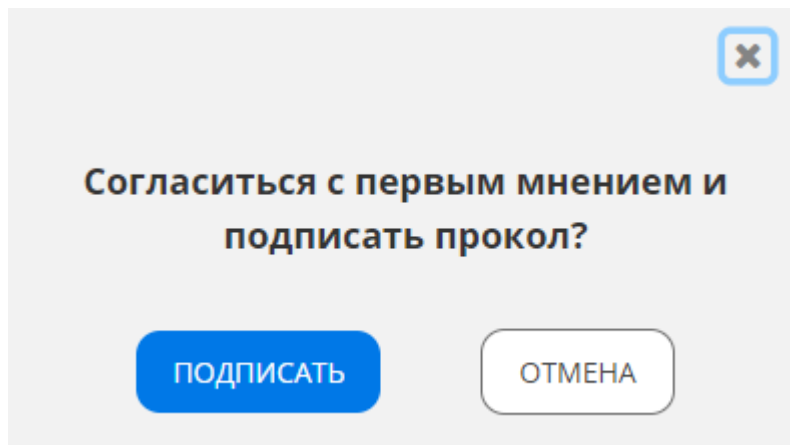 Согласиться с первым мнением и
подписать прокол?
ПОДПИСАТЬ
ОТМЕНА